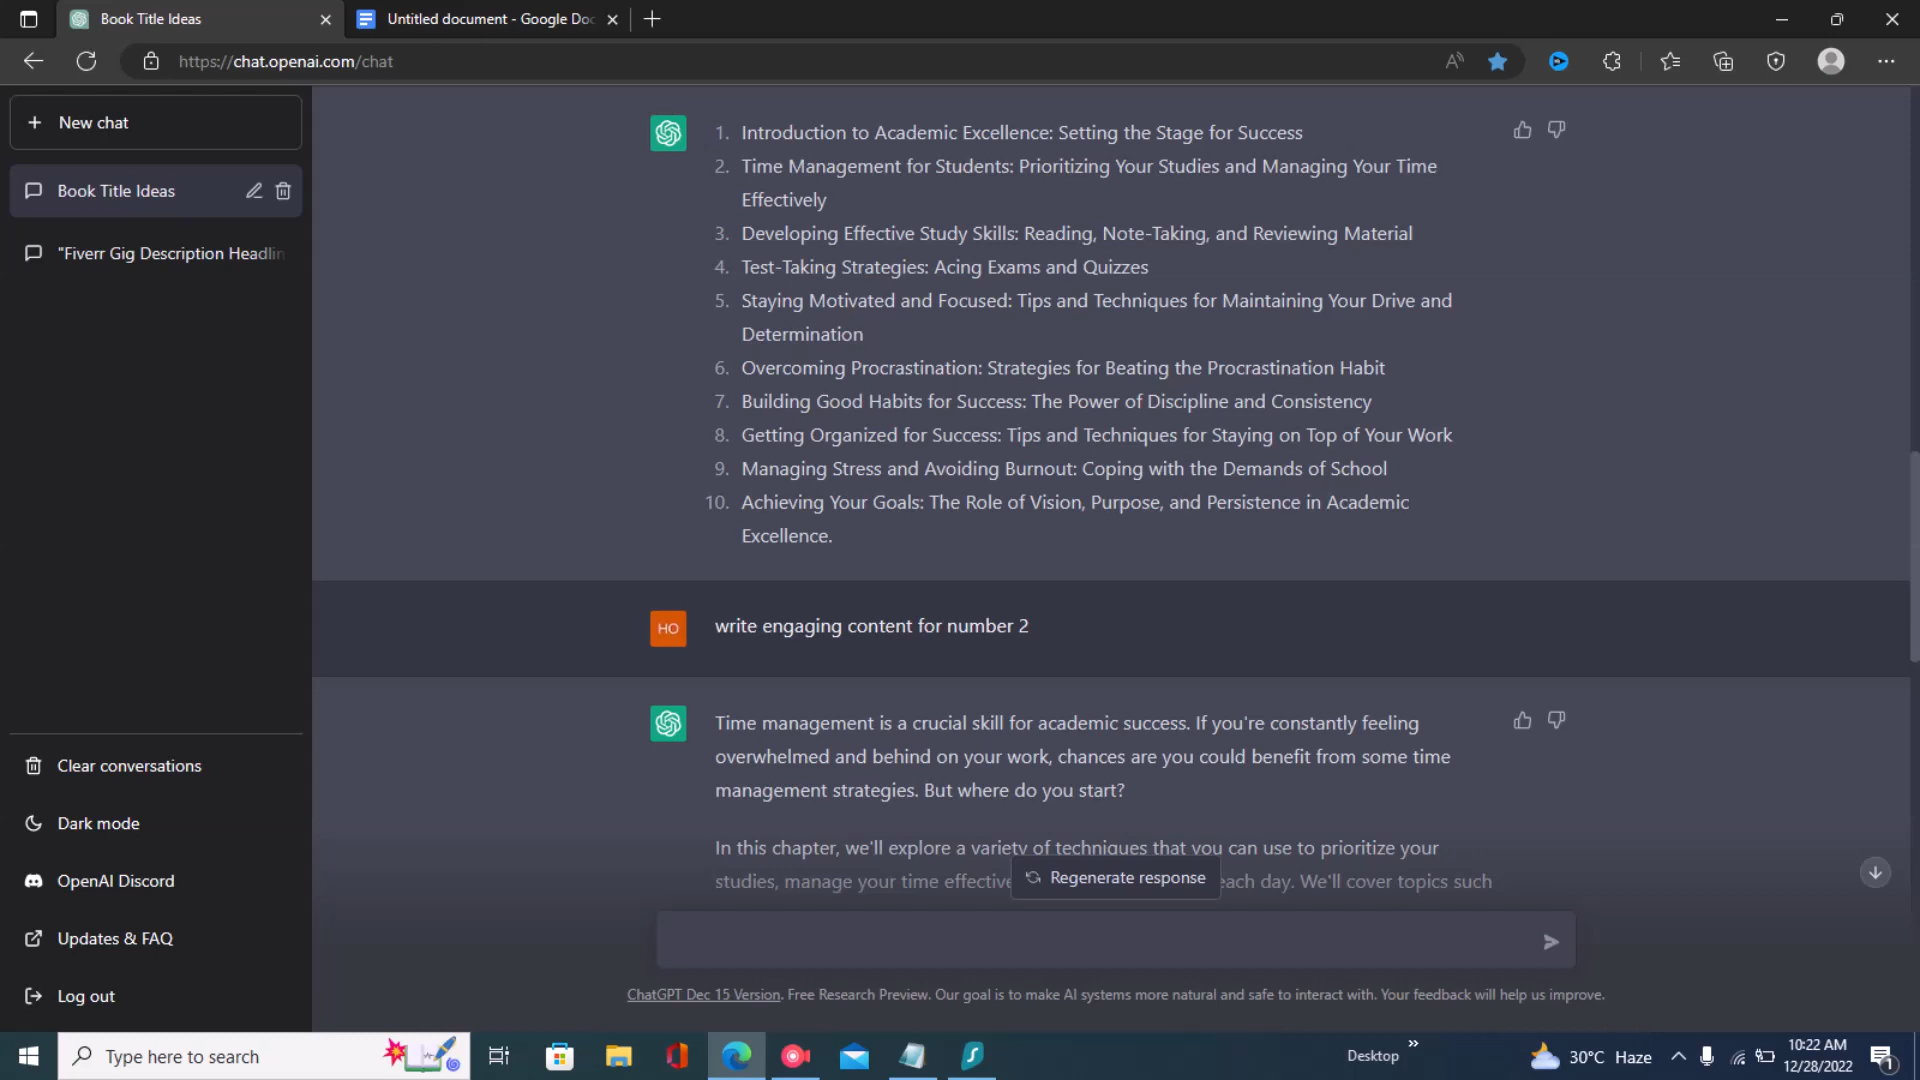 Book Title Ideas
Untitled document - Google Doc
https://chat.openai.com/chat
New chat
Book Title Ideas
"Fiverr Gig Description Headlin
Clear conversations
Dark mode
OpenAI Discord
Updates & FAQ
Log out
1. Introduction to Academic Excellence: Setting the Stage for Success
2. Time Management for Students: Prioritizing Your Studies and Managing Your Time
Effectively
3. Developing Effective Study Skills: Reading, Note-Taking, and Reviewing Material
4. Test-Taking Strategies: Acing Exams and Quizzes
5. Staying Motivated and Focused: Tips and Techniques for Maintaining Your Drive and
Determination
6. Overcoming Procrastination: Strategies for Beating the Procrastination Habit
7. Building Good Habits for Success: The Power of Discipline and Consistency
8. Getting Organized for Success: Tips and Techniques for Staying on Top of Your Work
9. Managing Stress and Avoiding Burnout: Coping with the Demands of School
10. Achieving Your Goals: The Role of Vision, Purpose, and Persistence in Academic
Excellence.
HO
write engaging content for number 2
Time management is a crucial skill for academic success. If you're constantly feeling
overwhelmed and behind on your work, chances are you could benefit from some time
management strategies. But where do you start?
In this chapter, we'll explore a variety of techniques that you can use to prioritize your
studies, manage your time effective each day. We'll cover topics such
Regenerate response
ChatGPT Dec 15 Version. Free Research Preview. Our goal is to make AI systems more natural and safe to interact with. Your feedback will help us improve.
Type here to search
Desktop
30°C Haze
10:22 AM
12/28/2022
1